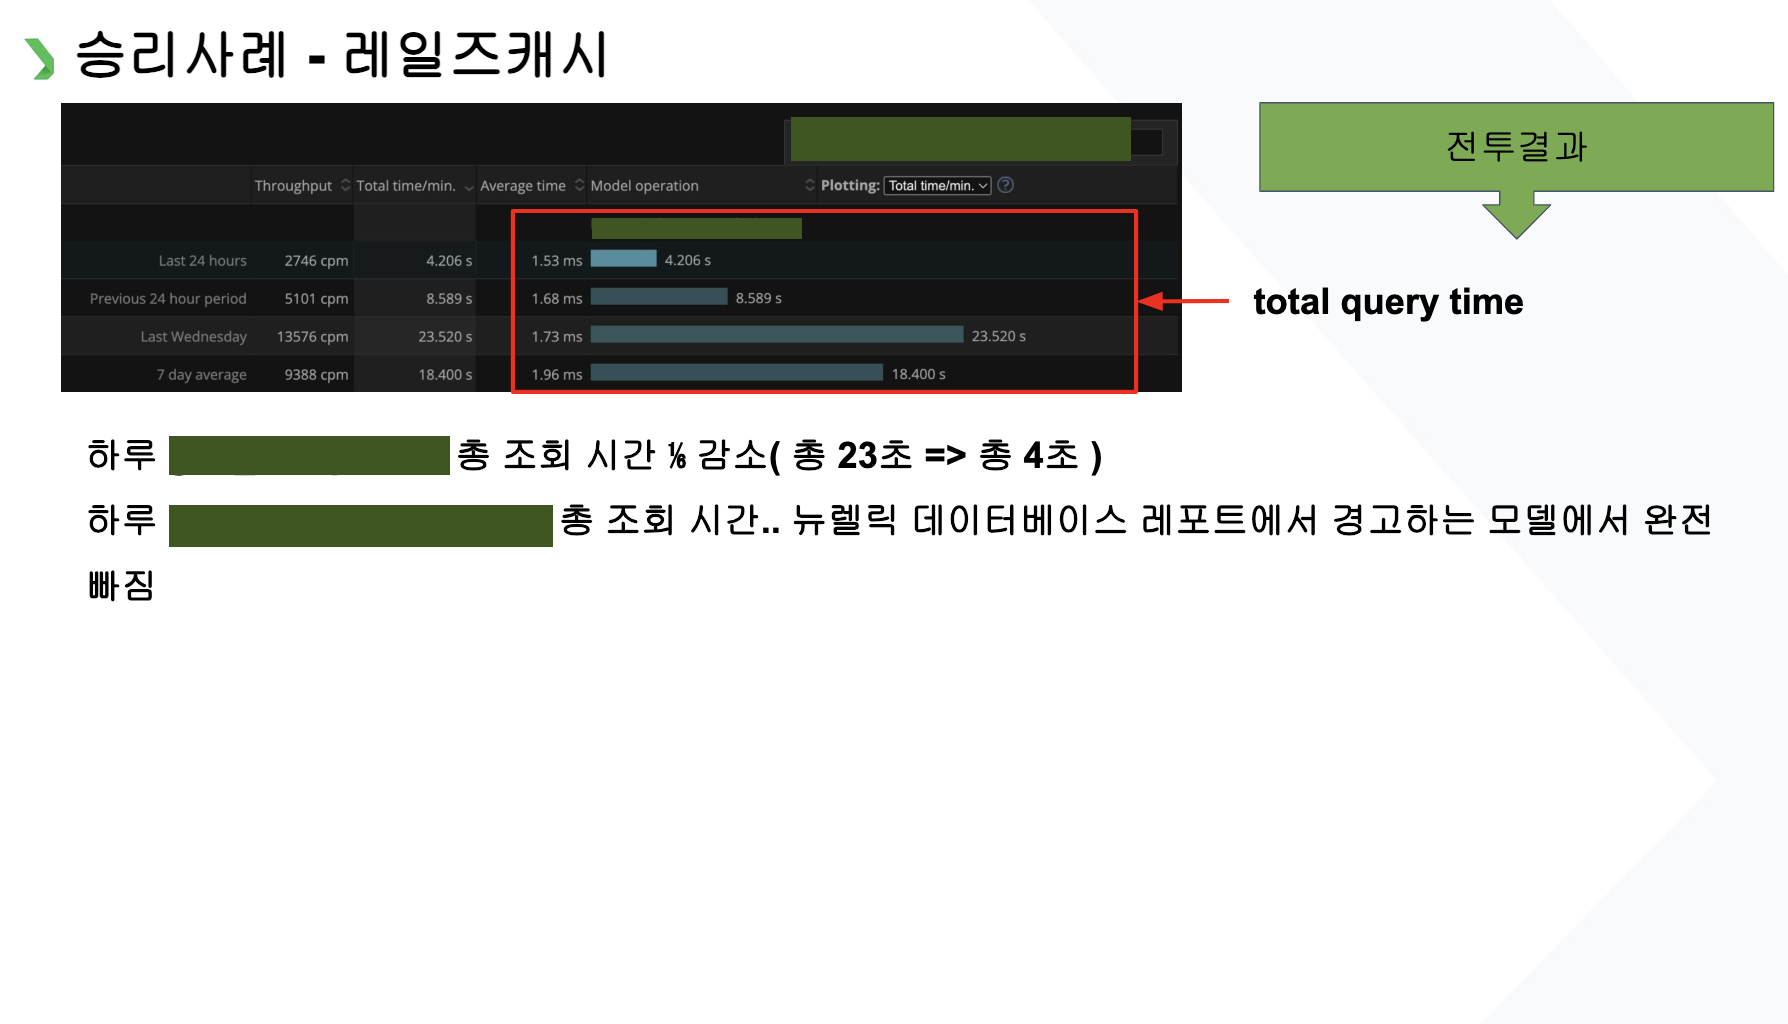 승리사례 - 레일즈캐시
전투결과
Throughput Total time/min. Average time Model operation Plotting: Total time/min. ?
Last 24 hours 2746 cpm 4.206 s 1.53 ms 4.206 s
Previous 24 hour period 5101 cpm 8.589 s 1.68 ms 8.589 s
Last Wednesday 13576 cpm 23.520 s 1.73 ms 23.520 s
7 day average 9388 cpm 18.400 s 1.96 ms 18.400 s
total query time
하루 총 조회 시간 ⅙ 감소( 총 23초 => 총 4초 )
하루 총 조회 시간.. 뉴렐릭 데이터베이스 레포트에서 경고하는 모델에서 완전
빠짐